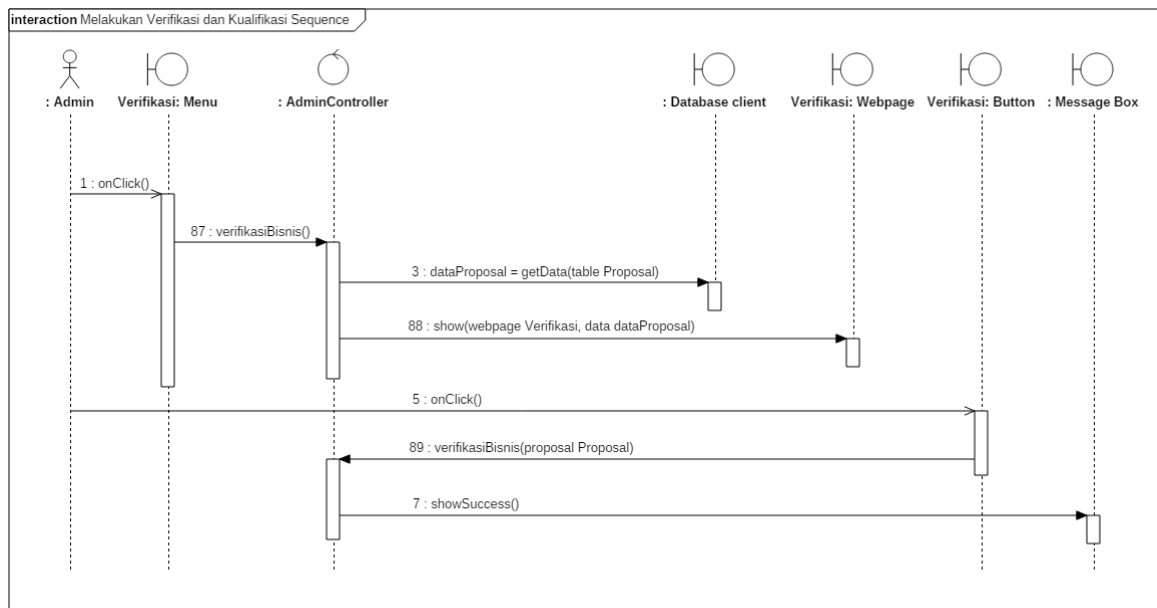 interaction Melakukan Verifikasi dan Kualifikasi Sequence
: Admin
Verifikasi: Menu
: AdminController
: Database client
Verifikasi: Webpage
Verifikasi: Button
: Message Box
1 : onClick()
87 : verifikasiBisnis()
3 : dataProposal = getData(table Proposal)
88 : show(webpage Verifikasi, data dataProposal)
5 : onClick()
89 : verifikasiBisnis(proposal Proposal)
7 : showSuccess()